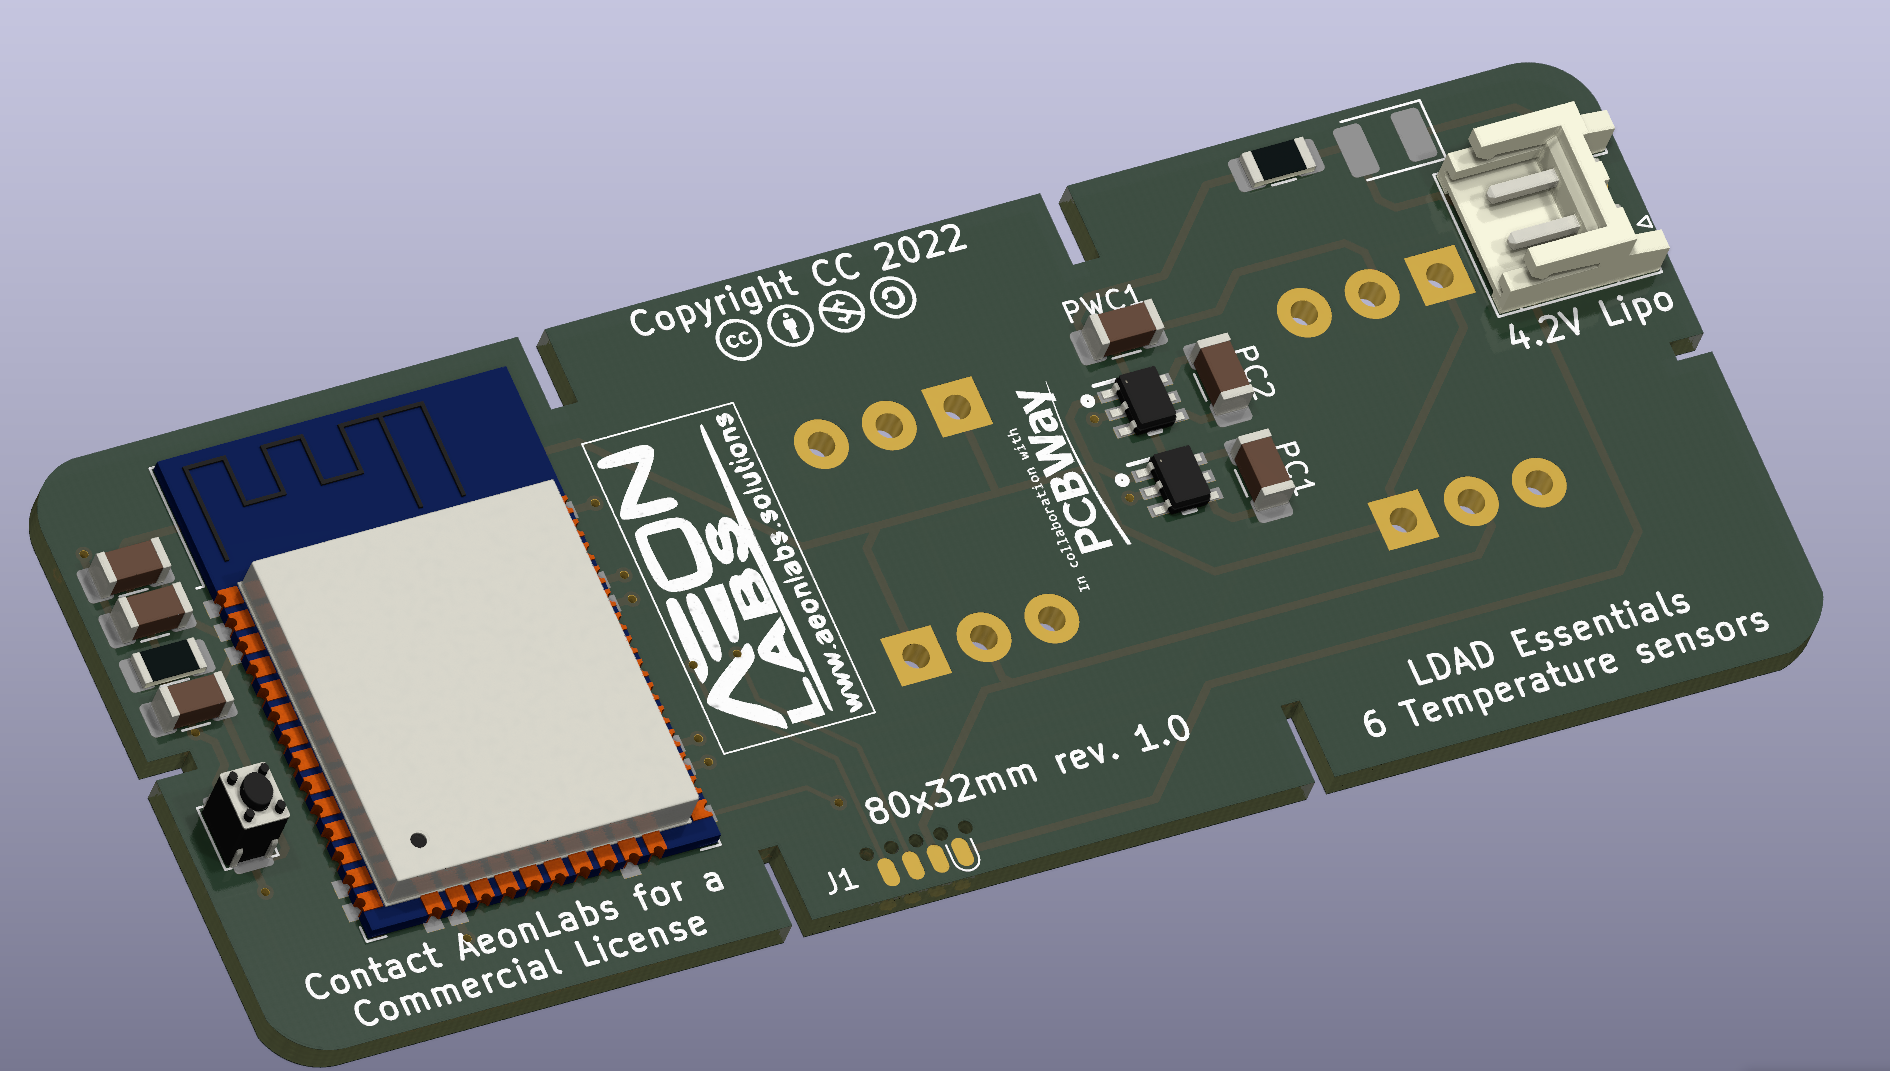 Copyright CC 2022
cc
PWC1
PC2
PC1
4.2V Lipo
AEON
LABS
www.aeonlabs.solutions
In collaboration with
PCBWay
LDAD Essentials
6 Temperature sensors
80x32mm rev. 1.0
J1
Contact AeonLabs for a
Commercial License